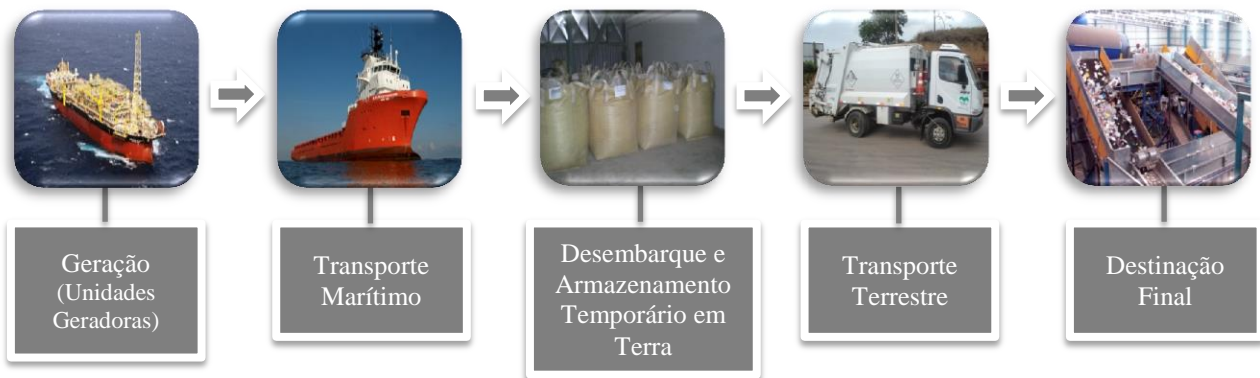 Geração
(Unidades
Geradoras)
Transporte
Marítimo
Desembarque e
Armazenamento
Temporário em
Terra
Transporte
Terrestre
Destinação
Final